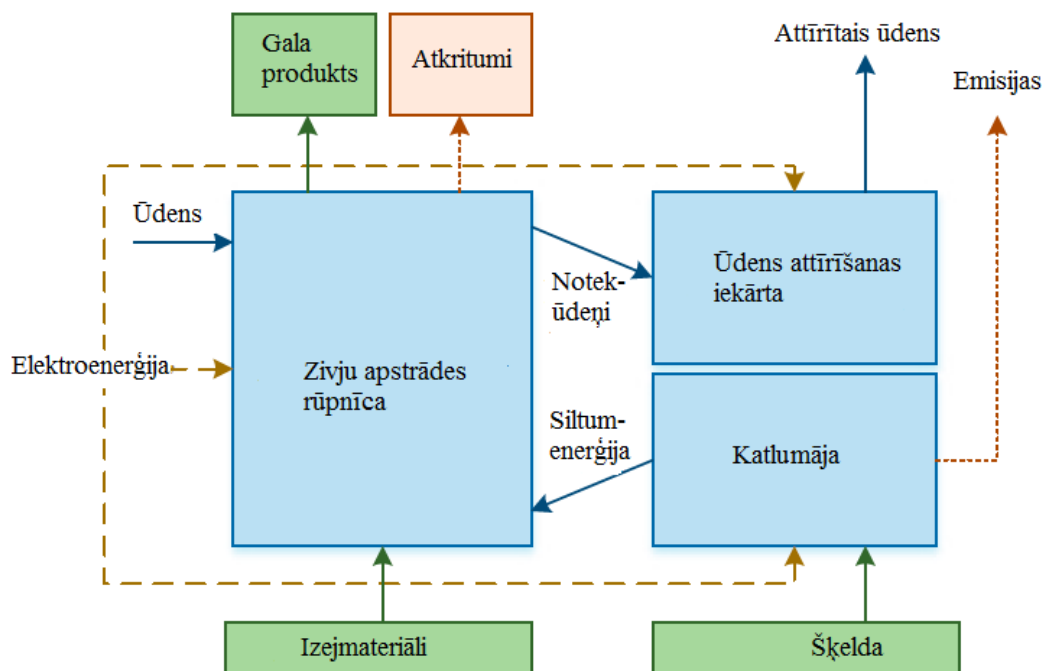 Gala
produkts
Atkritumi
Attīrītais ūdens
Emisijas
Ūdens
Ūdens attīrīšanas
iekārta
Notek-
ūdeņi
Elektroenerģija
Zivju apstrādes
rūpnīca
Siltum-
enerģija
Katlumāja
Izejmateriāli
Šķelda